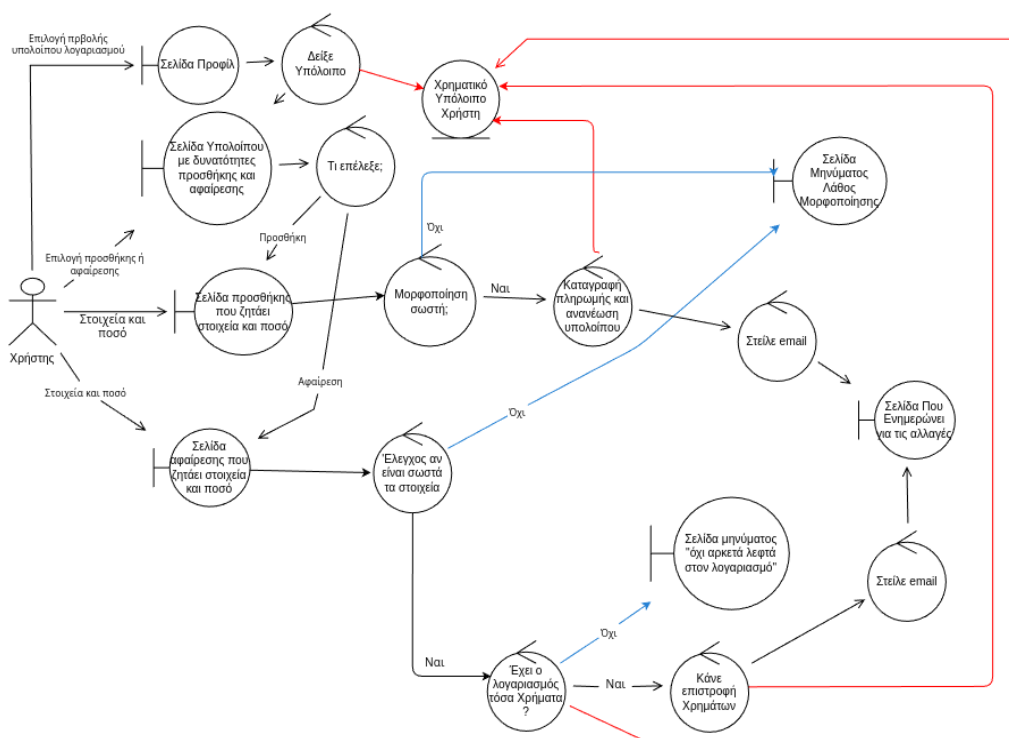 Επιλογή πρβολής
υπολοίπου λογαριασμού
Σελίδα Προφίλ
Δείξε
Υπόλοιπο
Χρηματικό
Υπόλοιπο
Χρήστη
Σελίδα Υπολοίπου
με δυνατότητες
προσθήκης και
αφαίρεσης
Τι επέλεξε;
Σελίδα
Μηνύματος
Λάθος
Μορφοποίησης
Όχι
Προσθήκη
Επιλογή προσθήκης ή
αφαίρεσης
Σελίδα προσθήκης
που ζητάει
στοιχεία και ποσό
Μορφοποίηση
σωστή;
Ναι
Καταγραφή
πληρωμής και
ανανέωση
υπολοίπου
Στοιχεία και
ποσό
Χρήστης
Στείλε email
Στοιχεία και ποσό
Αφαίρεση
Όχι
Σελίδα Που
Ενημερώνει
για τις αλλαγές
Σελίδα
αφαίρεσης που
ζητάει στοιχεία
και ποσό
Έλεγχος αν
είναι σωστά
τα στοιχεία
Σελίδα μηνύματος
"όχι αρκετά λεφτά
στον λογαριασμό"
Στείλε email
Όχι
Ναι
Έχει ο
λογαριασμός
τόσα Χρήματα
?
Ναι
Κάνε
επιστροφή
Χρημάτων